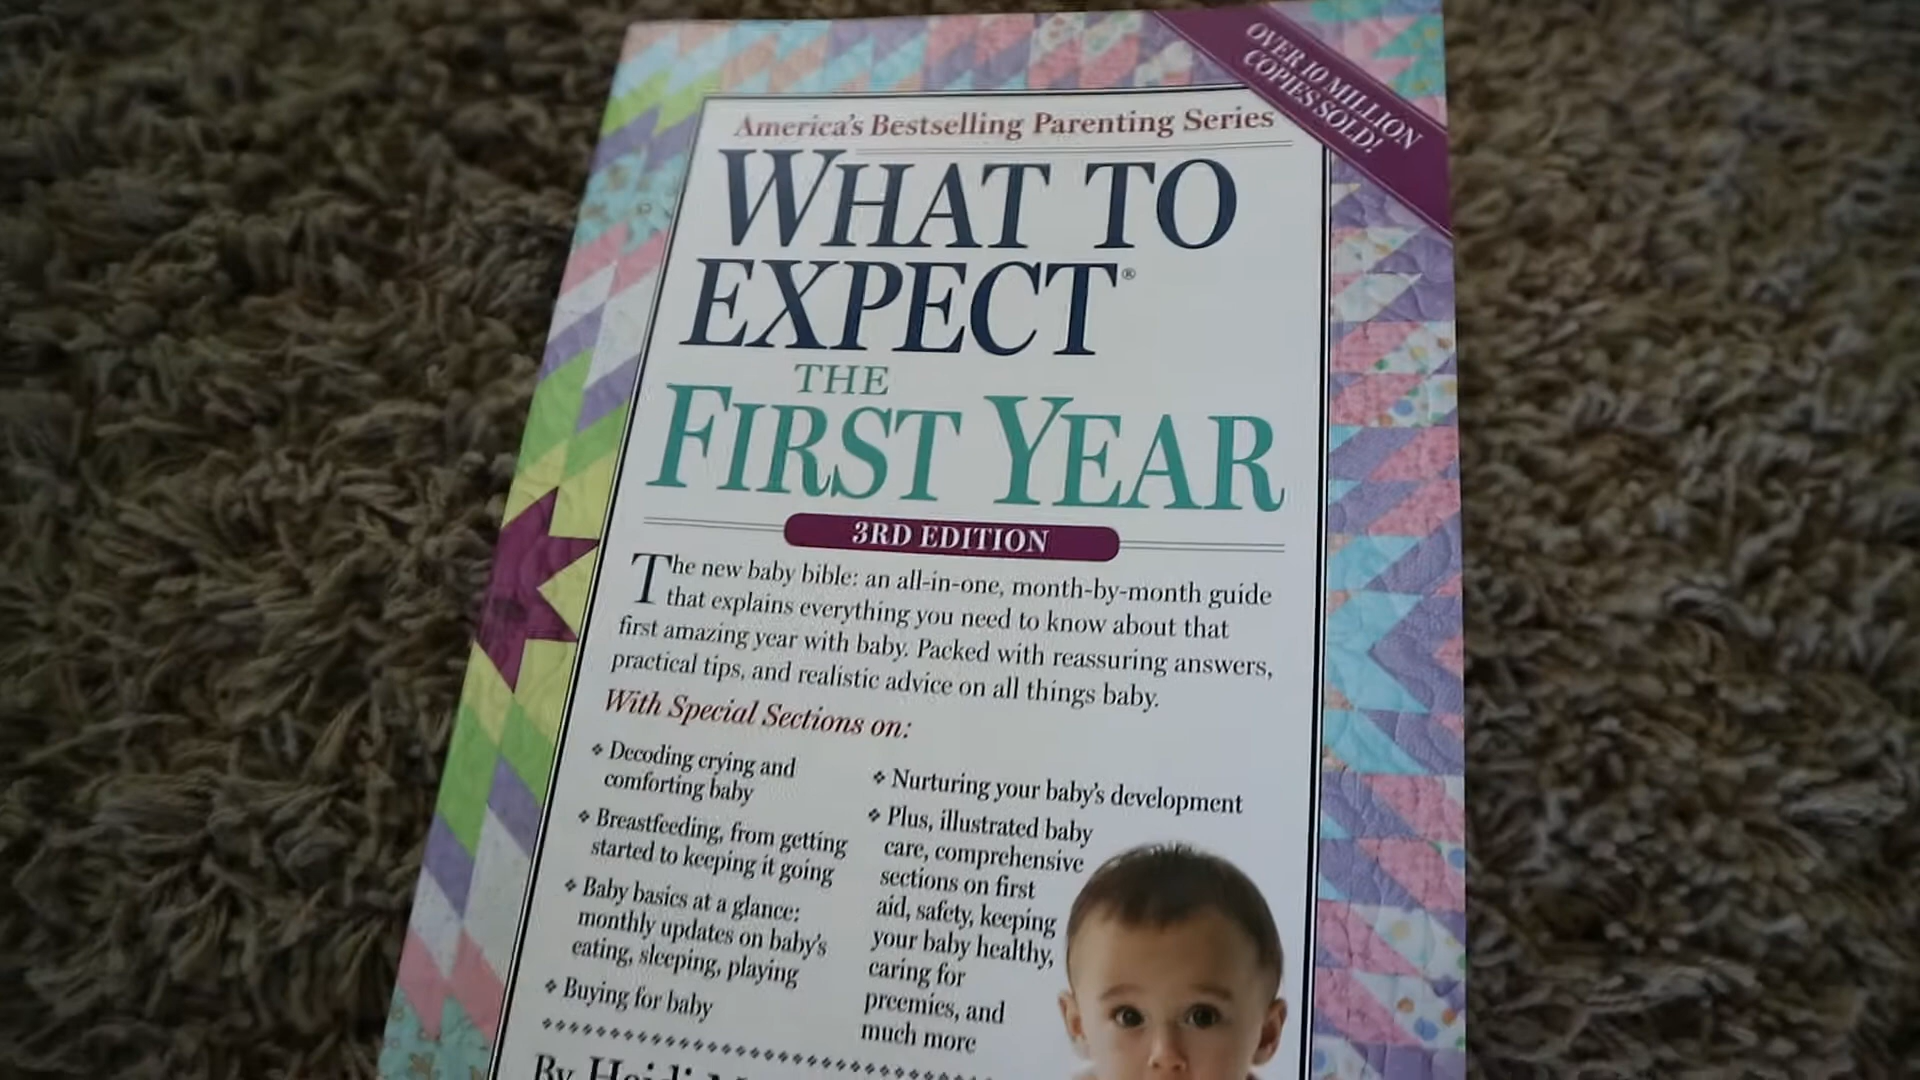 OVER 10 MILLION
COPIES SOLD!
America's Bestselling Parenting Series
WHAT TO
EXPECT®
THE
FIRST YEAR
3RD EDITION
The new baby bible: an all-in-one, month-by-month guide
that explains everything you need to know about that
first amazing year with baby. Packed with reassuring answers,
practical tips, and realistic advice on all things baby.
With Special Sections on:
❖ Decoding crying and
comforting baby
❖ Breastfeeding, from getting
started to keeping it going
❖ Baby basics at a glance:
monthly updates on baby's
eating, sleeping, playing
❖ Buying for baby
❖ Nurturing your baby's development
❖ Plus, illustrated baby
care, comprehensive
sections on first
aid, safety, keeping
your baby healthy,
caring for
preemies, and
much more
By Heidi